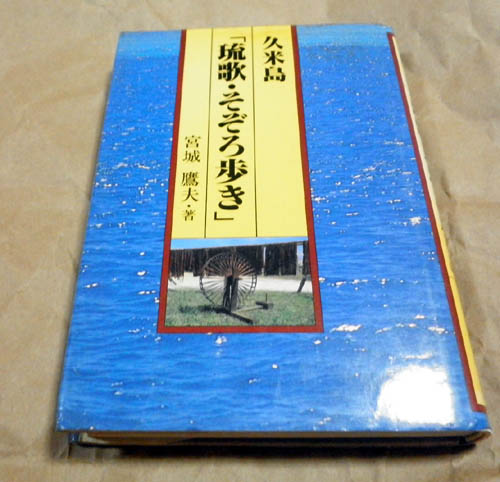 久米島
「琉歌・そぞろ歩き」
宮城 鷹夫・著